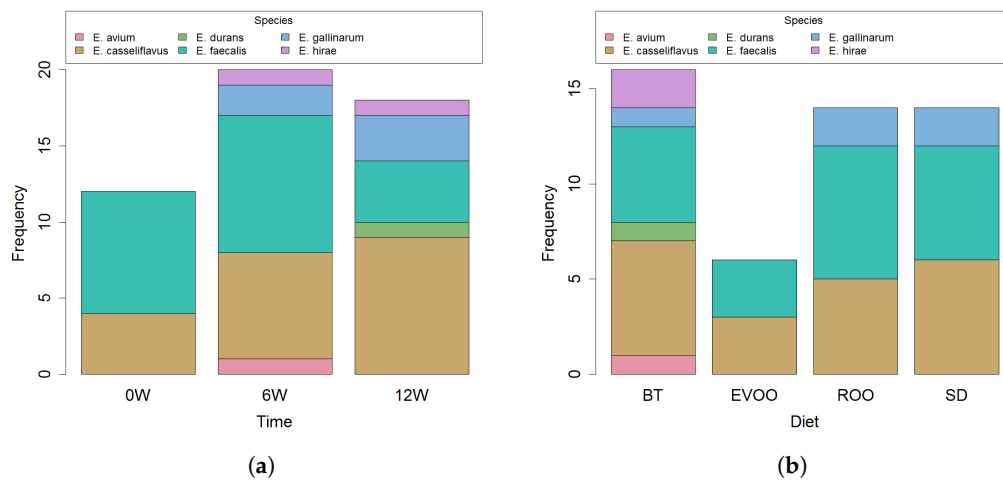 Species
E. avium E. durans E. gallinarum
E. casseliflavus E. faecalis E. hirae
20
15
10
5
0
Frequency
0W 6W 12W
Time
(a)
Species
E. avium E. durans E. gallinarum
E. casseliflavus E. faecalis E. hirae
15
10
5
0
Frequency
BT EVOO ROO SD
Diet
(b)